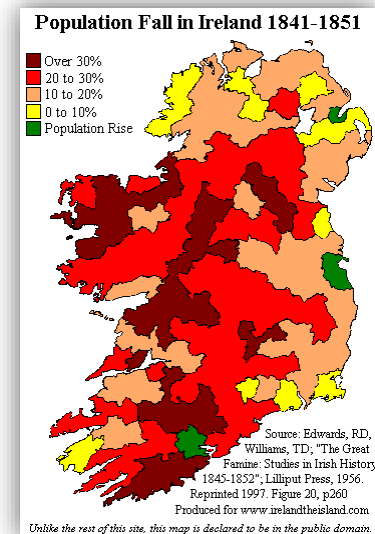 Population Fall in Ireland 1841-1851
Over 30%
20 to 30%
10 to 20%
0 to 10%
Population Rise
Source: Edwards, RD,
Williams, TD; "The Great
Famine: Studies in Irish History
1845-1852"; Lilliput Press, 1956.
Reprinted 1997. Figure 20, p260
Produced for www.irelandtheisland.com
Unlike the rest of this site, this map is declared to be in the public domain.